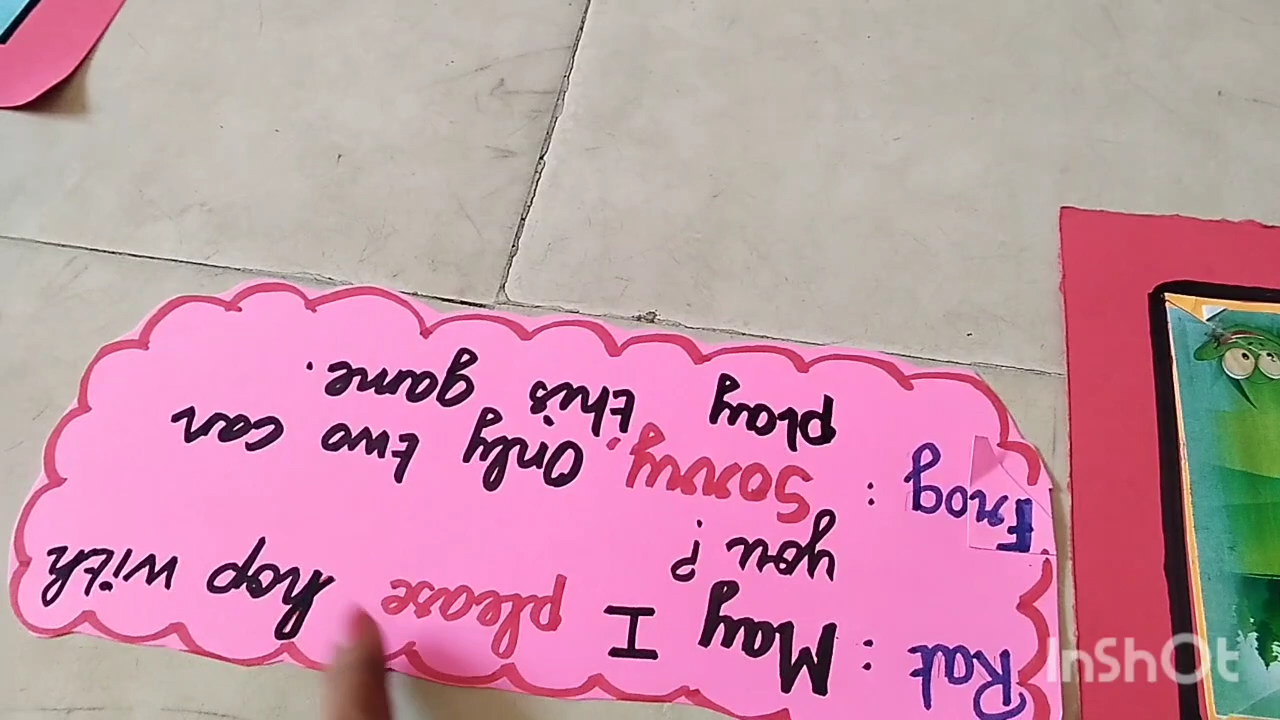 Rat : May I please hop with
you?
Frog : Sorry, Only two can
play this game.
InShOt